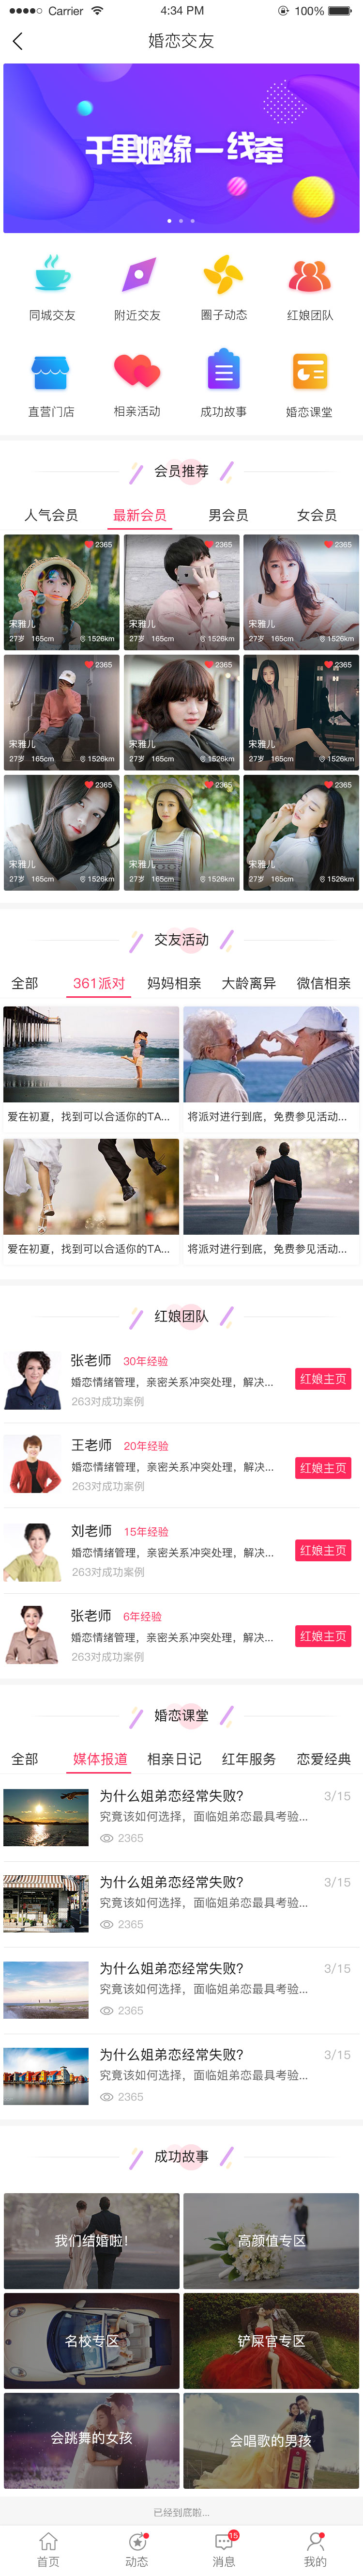 Carrier 4:34 PM 100%
婚恋交友
千里姻缘一线牵
同城交友 附近交友 圈子动态 红娘团队
直营门店 相亲活动 成功故事 婚恋课堂
会员推荐
人气会员 最新会员 男会员 女会员
2365 2365 2365
宋雅儿 宋雅儿 宋雅儿
27岁 165cm 1526km 27岁 165cm 1526km 27岁 165cm 1526km
2365 2365 2365
宋雅儿 宋雅儿 宋雅儿
27岁 165cm 1526km 27岁 165cm 1526km 27岁 165cm 1526km
2365 2365 2365
宋雅儿 宋雅儿 宋雅儿
27岁 165cm 1526km 27岁 165cm 1526km 27岁 165cm 1526km
交友活动
全部 361派对 妈妈相亲 大龄离异 微信相亲
爱在初夏，找到可以合适你的TA... 将派对进行到底，免费参见活动...
爱在初夏，找到可以合适你的TA... 将派对进行到底，免费参见活动...
红娘团队
张老师 30年经验
婚恋情绪管理，亲密关系冲突处理，解决... 红娘主页
263对成功案例
王老师 20年经验
婚恋情绪管理，亲密关系冲突处理，解决... 红娘主页
263对成功案例
刘老师 15年经验
婚恋情绪管理，亲密关系冲突处理，解决... 红娘主页
263对成功案例
张老师 6年经验
婚恋情绪管理，亲密关系冲突处理，解决... 红娘主页
263对成功案例
婚恋课堂
全部 媒体报道 相亲日记 红年服务 恋爱经典
为什么姐弟恋经常失败？ 3/15
究竟该如何选择，面临姐弟恋最具考验...
2365
为什么姐弟恋经常失败？ 3/15
究竟该如何选择，面临姐弟恋最具考验...
2365
为什么姐弟恋经常失败？ 3/15
究竟该如何选择，面临姐弟恋最具考验...
2365
为什么姐弟恋经常失败？ 3/15
究竟该如何选择，面临姐弟恋最具考验...
2365
成功故事
我们结婚啦！ 高颜值专区
名校专区 铲屎官专区
会跳舞的女孩 会唱歌的男孩
已经到底啦...
15
首页 动态 消息 我的